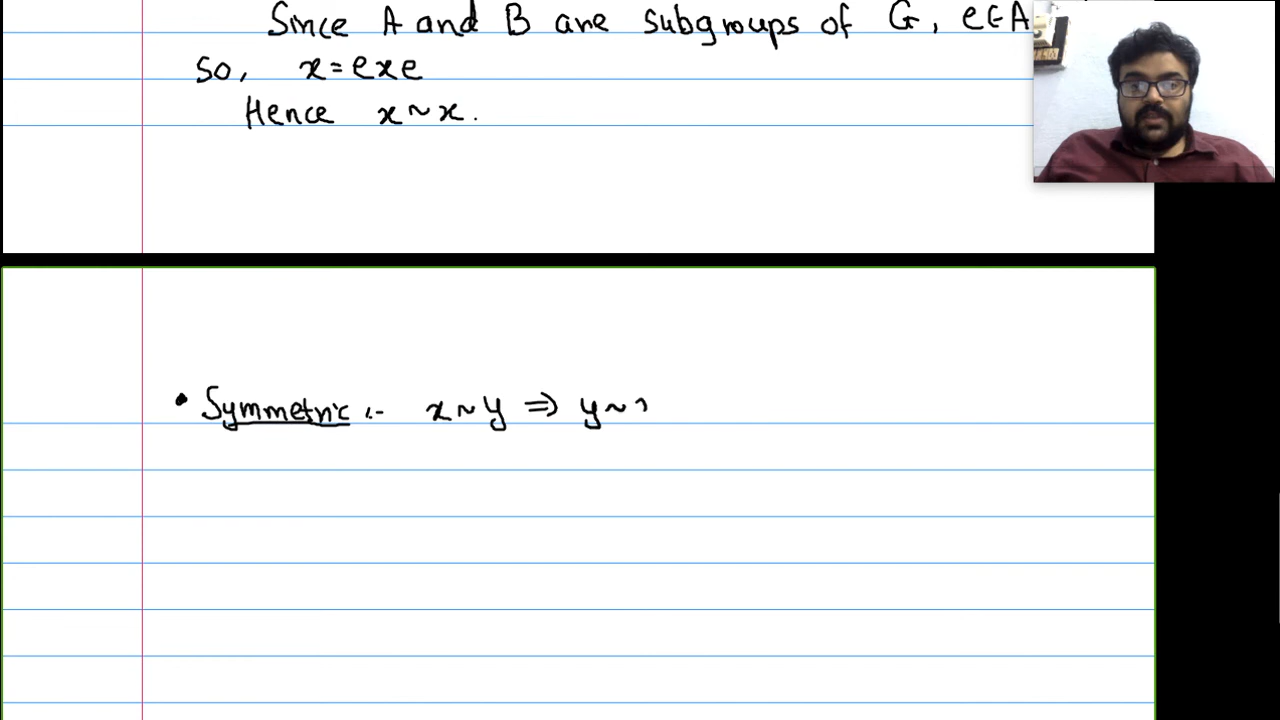 Since A and B are subgroups of G, e∈A
So, x=exe
Hence x~x.
• Symmetric :- x~y ⇒ y~